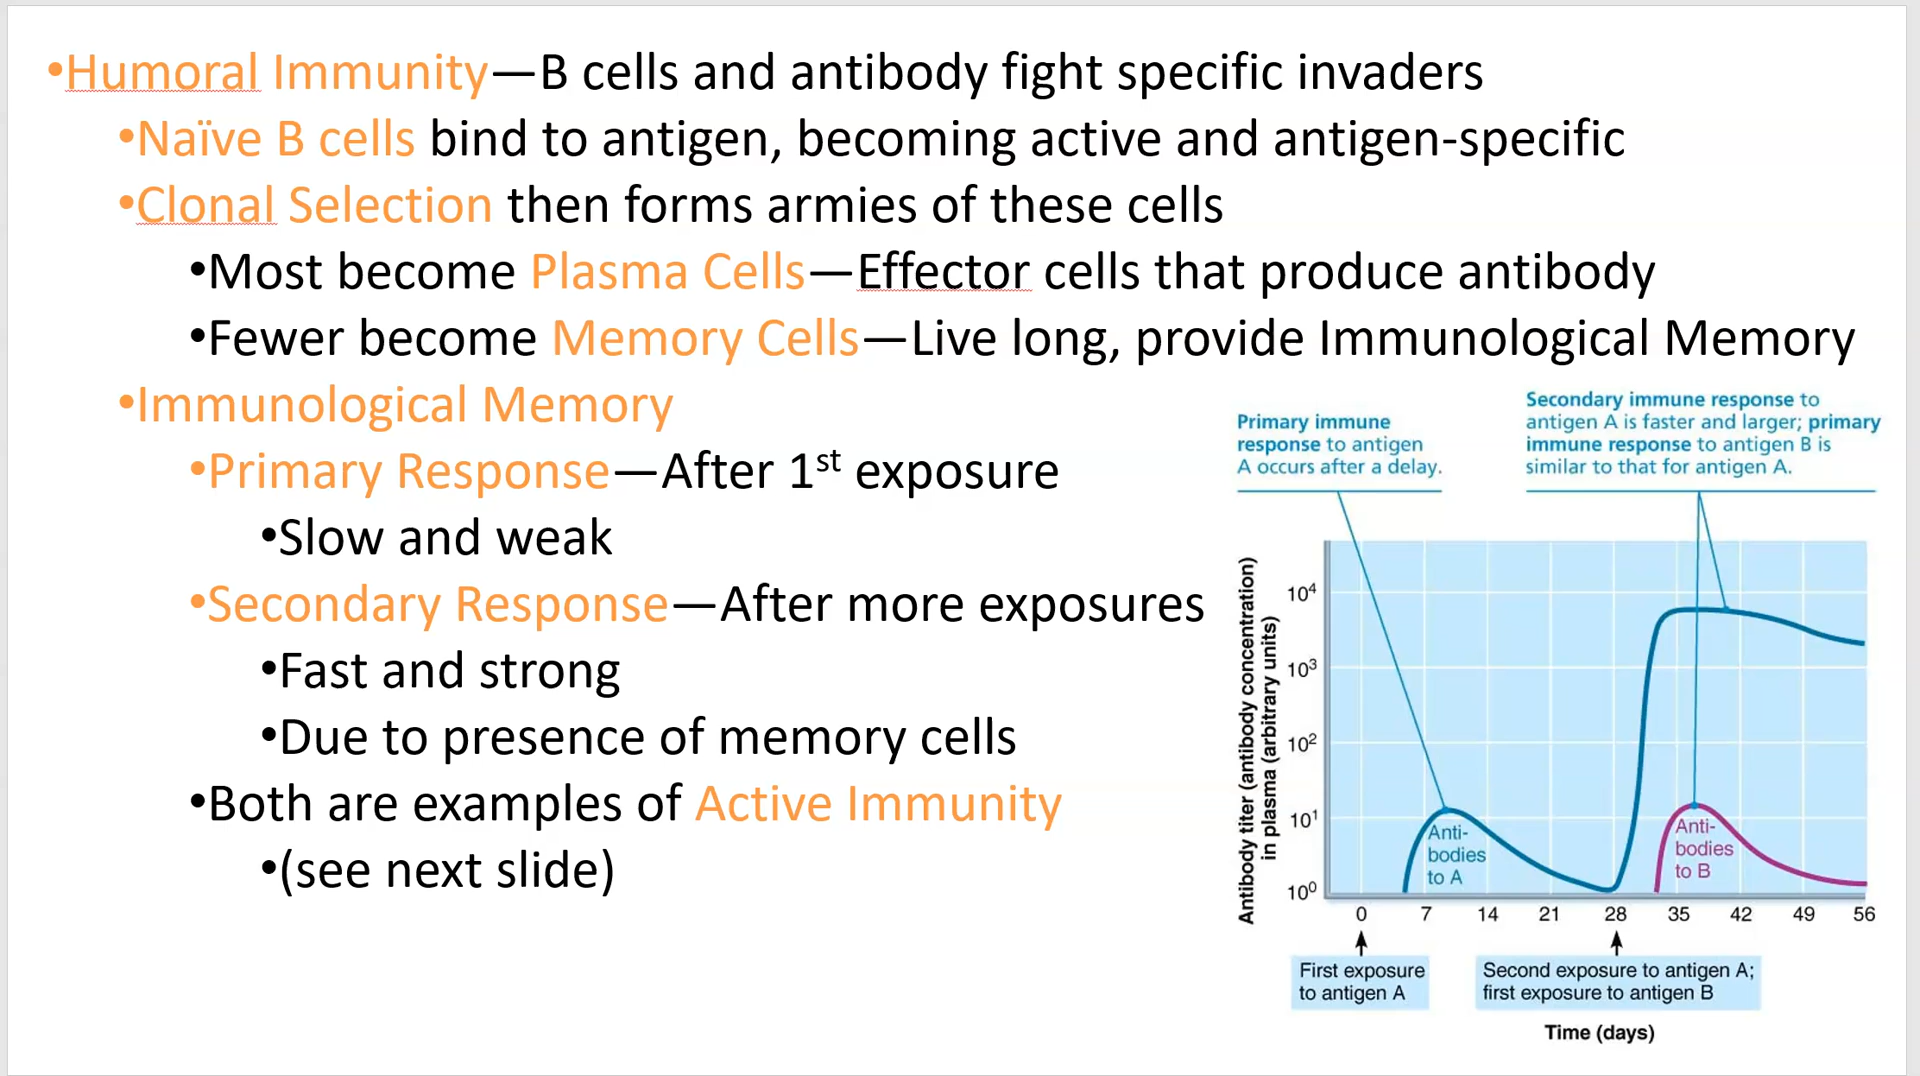 •Humoral Immunity—B cells and antibody fight specific invaders
•Naïve B cells bind to antigen, becoming active and antigen-specific
•Clonal Selection then forms armies of these cells
•Most become Plasma Cells—Effector cells that produce antibody
•Fewer become Memory Cells—Live long, provide Immunological Memory
•Immunological Memory
•Primary Response—After 1st exposure
•Slow and weak
•Secondary Response—After more exposures
•Fast and strong
•Due to presence of memory cells
•Both are examples of Active Immunity
•(see next slide)
Primary immune
response to antigen
A occurs after a delay.
Secondary immune response to
antigen A is faster and larger; primary
immune response to antigen B is
similar to that for antigen A.
Antibody titer (antibody concentration)
in plasma (arbitrary units)
10⁴
10³
10²
10¹
10⁰
Anti-
bodies
to A
Anti-
bodies
to B
0 7 14 21 28 35 42 49 56
First exposure
to antigen A
Second exposure to antigen A;
first exposure to antigen B
Time (days)